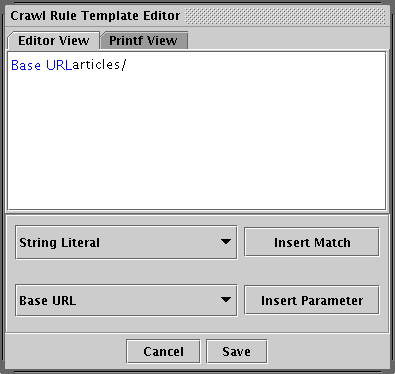 Crawl Rule Template Editor
Editor View Printf View
Base URLarticles/
String Literal Insert Match
Base URL Insert Parameter
Cancel Save